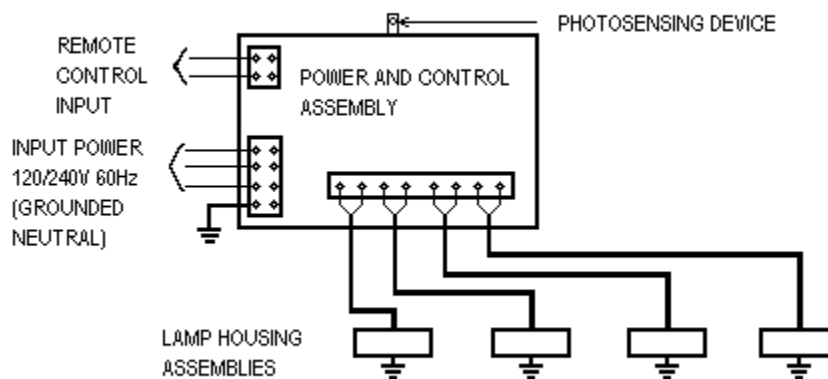 PHOTOSENSING DEVICE
REMOTE
CONTROL
INPUT
POWER AND CONTROL
ASSEMBLY
INPUT POWER
120/240V 60Hz
(GROUNDED
NEUTRAL)
LAMP HOUSING
ASSEMBLIES